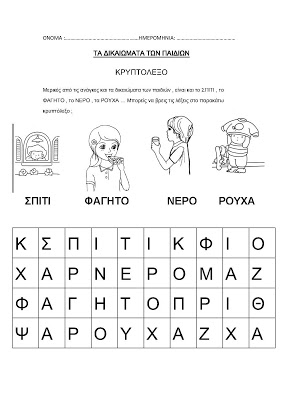 ΟΝΟΜΑ :..............................................ΗΜΕΡΟΜΗΝΙΑ: ......................................
ΤΑ ΔΙΚΑΙΩΜΑΤΑ ΤΩΝ ΠΑΙΔΙΩΝ
ΚΡΥΠΤΟΛΕΞΟ
Μερικές από τις ανάγκες και τα δικαιώματα των παιδιών , είναι και το ΣΠΙΤΙ , το
ΦΑΓΗΤΟ , το ΝΕΡΟ , τα ΡΟΥΧΑ ... Μπορείς να βρεις τις λέξεις στο παρακάτω
κρυπτόλεξο ;
ΣΠΙΤΙ ΦΑΓΗΤΟ ΝΕΡΟ ΡΟΥΧΑ
Κ Σ Π Ι Τ Ι Κ Φ Ι Ο
Χ Α Ρ Ν Ε Ρ Ο Μ Α Ζ
Φ Α Γ Η Τ Ο Π Ρ Ι Θ
Ψ Α Ρ Ο Υ Χ Α Ζ Χ Α